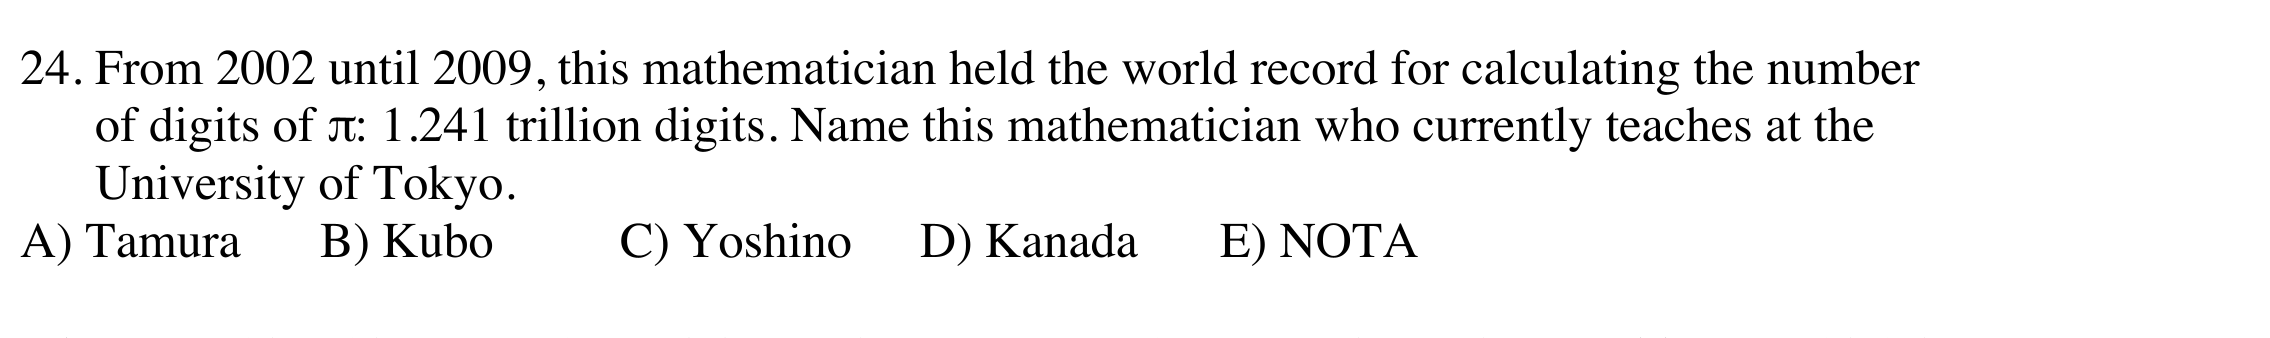 24. From 2002 until 2009, this mathematician held the world record for calculating the number
of digits of π: 1.241 trillion digits. Name this mathematician who currently teaches at the
University of Tokyo.
A) Tamura B) Kubo C) Yoshino D) Kanada E) NOTA